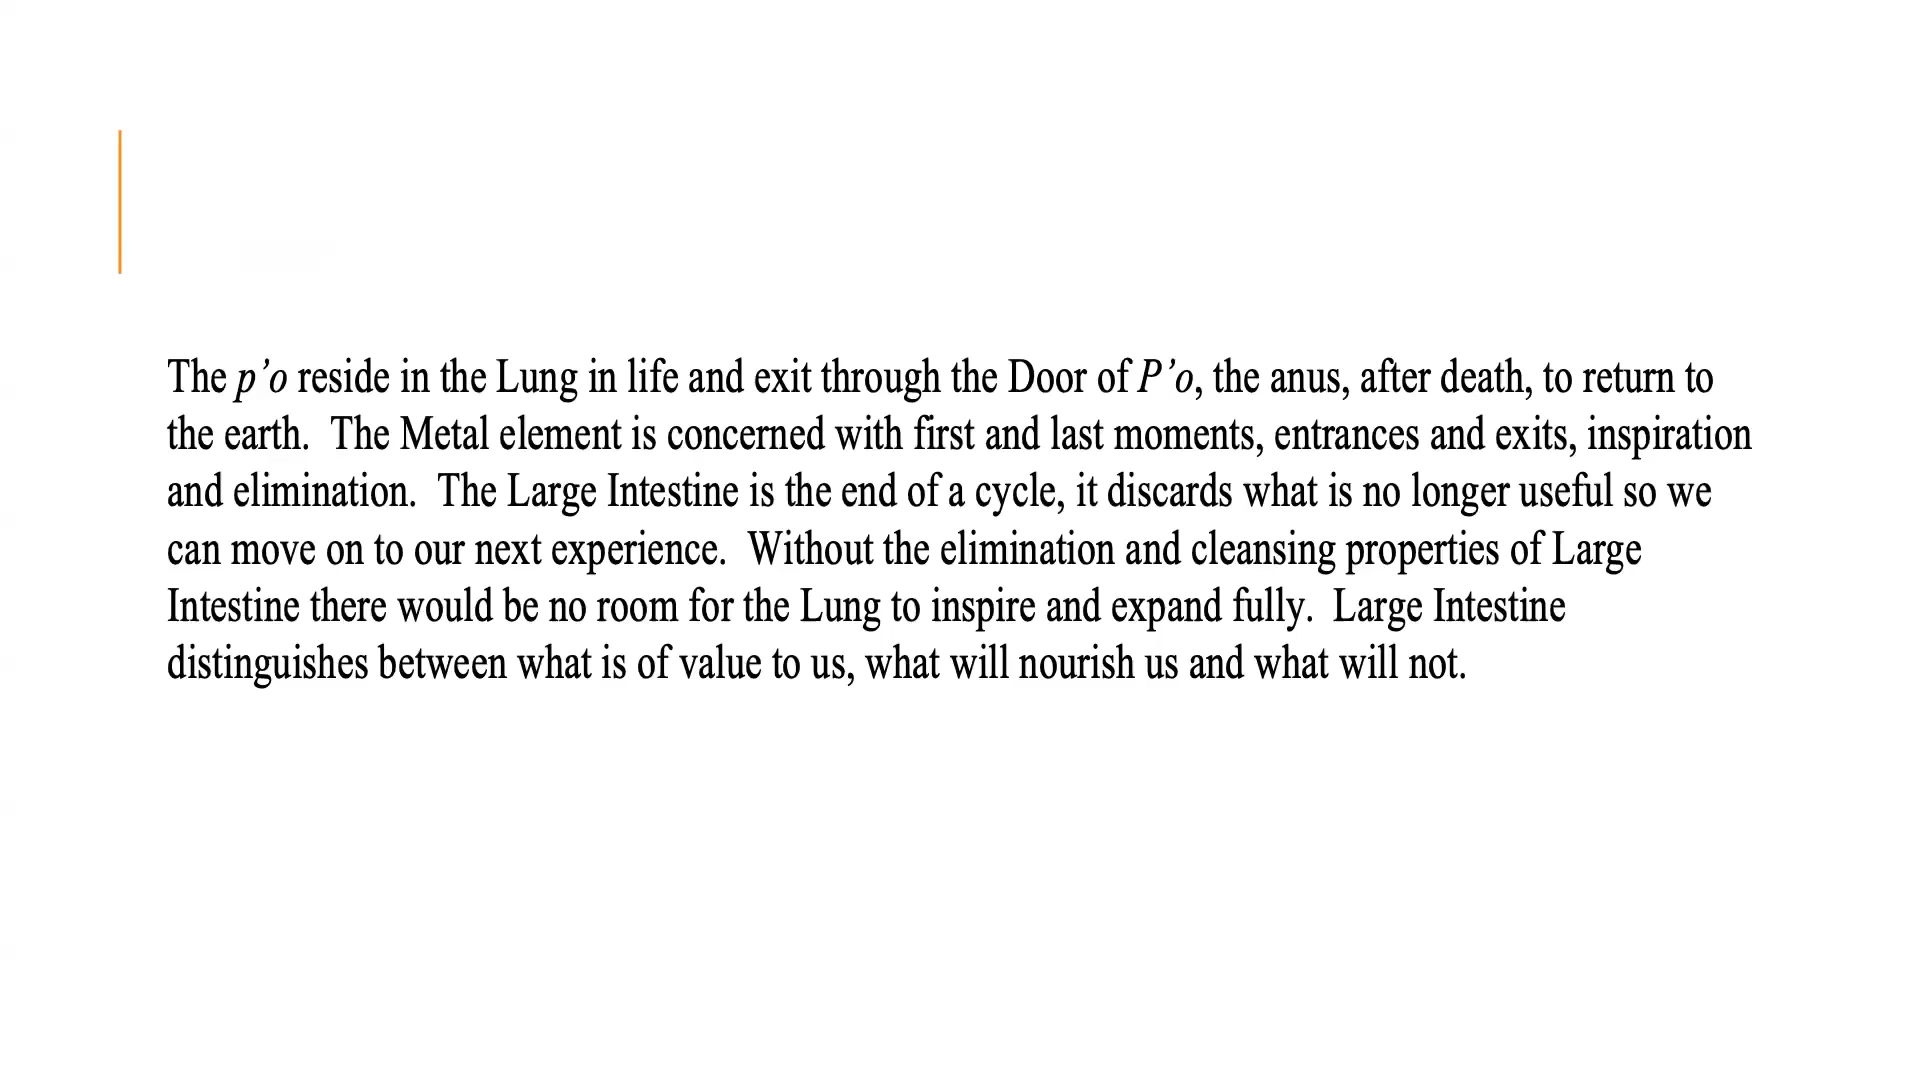 The p’o reside in the Lung in life and exit through the Door of P’o, the anus, after death, to return to
the earth.  The Metal element is concerned with first and last moments, entrances and exits, inspiration
and elimination.  The Large Intestine is the end of a cycle, it discards what is no longer useful so we
can move on to our next experience.  Without the elimination and cleansing properties of Large
Intestine there would be no room for the Lung to inspire and expand fully.  Large Intestine
distinguishes between what is of value to us, what will nourish us and what will not.